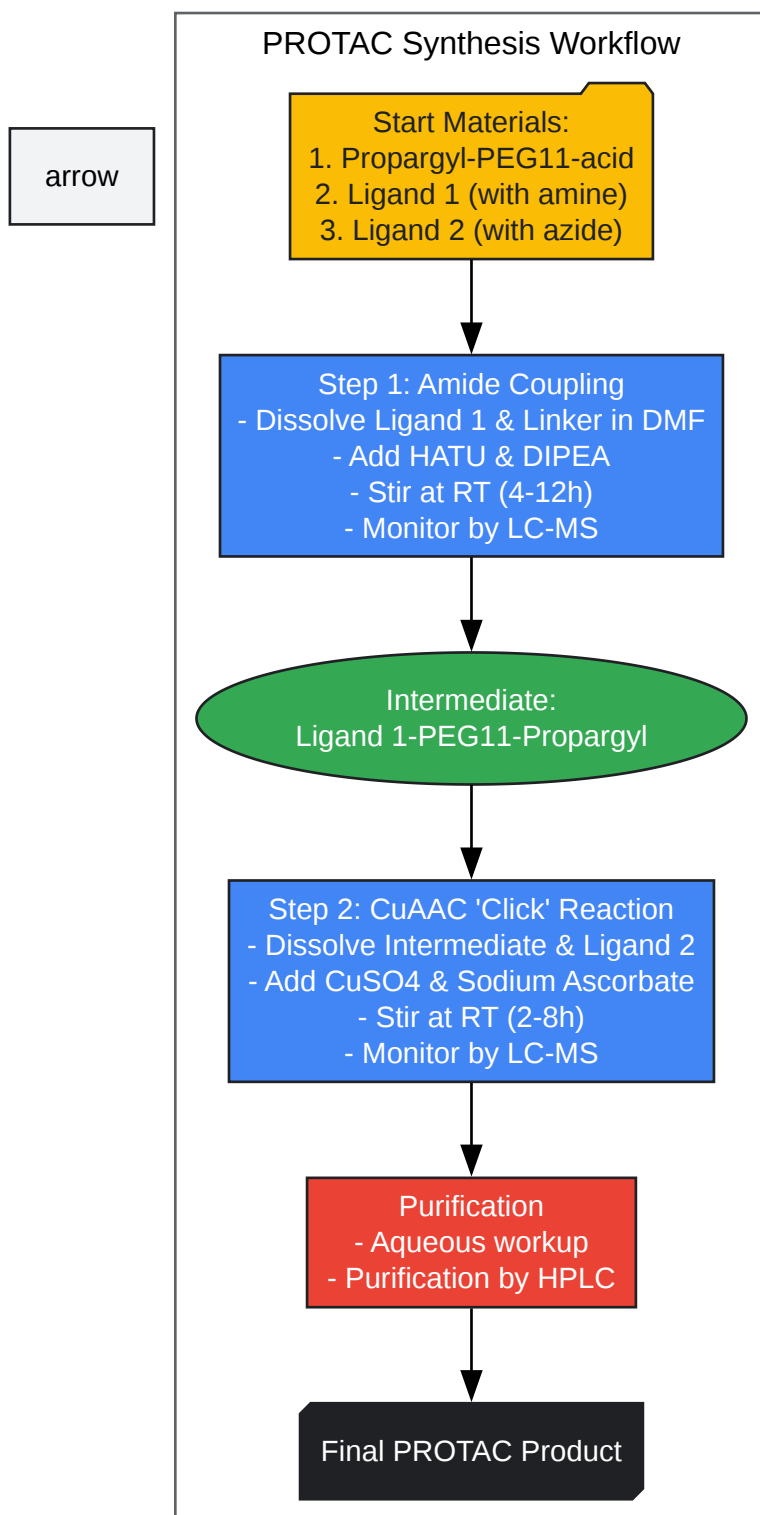 PROTAC Synthesis Workflow
arrow
Start Materials:
1. Propargyl-PEG11-acid
2. Ligand 1 (with amine)
3. Ligand 2 (with azide)
Step 1: Amide Coupling
- Dissolve Ligand 1 & Linker in DMF
- Add HATU & DIPEA
- Stir at RT (4-12h)
- Monitor by LC-MS
Intermediate:
Ligand 1-PEG11-Propargyl
Step 2: CuAAC 'Click' Reaction
- Dissolve Intermediate & Ligand 2
- Add CuSO4 & Sodium Ascorbate
- Stir at RT (2-8h)
- Monitor by LC-MS
Purification
- Aqueous workup
- Purification by HPLC
Final PROTAC Product